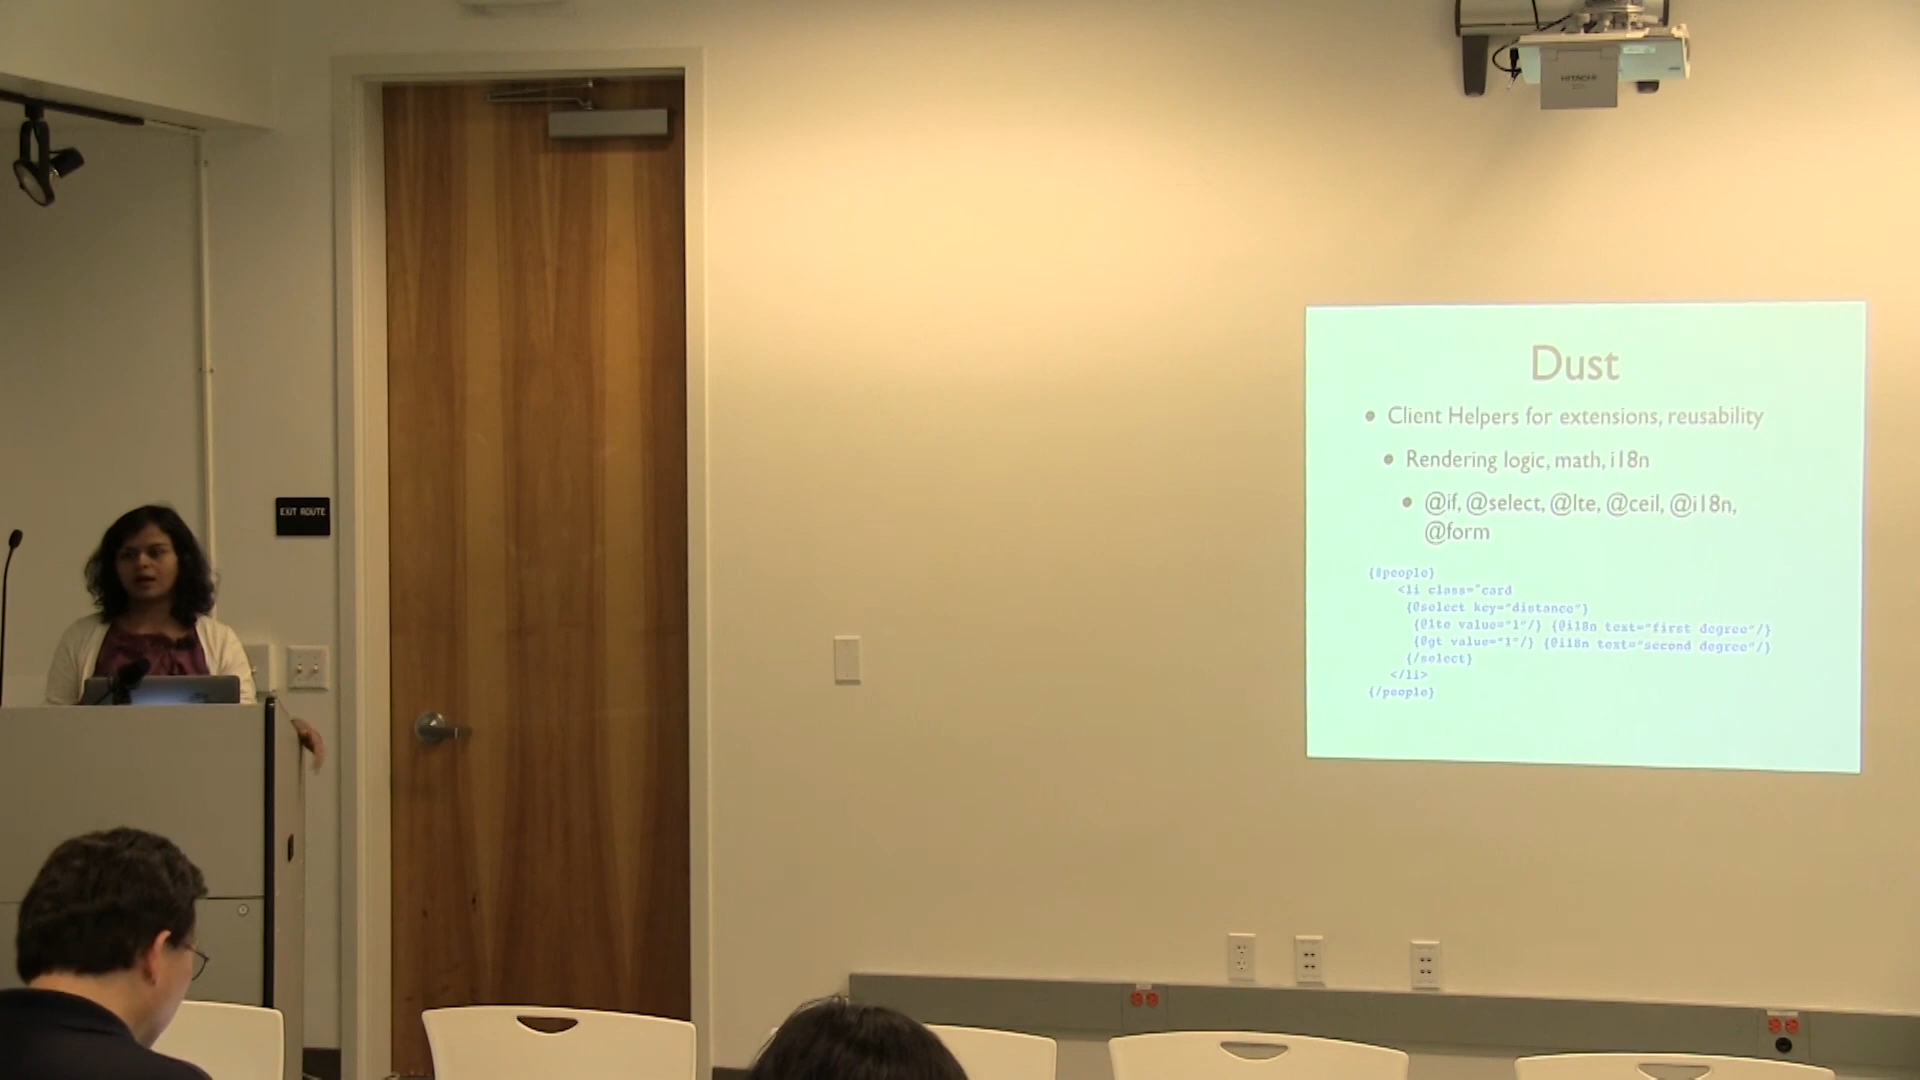 HITACHI
EXIT ROUTE
Dust
• Client Helpers for extensions, reusability
• Rendering logic, math, i18n
• @if, @select, @lte, @ceil, @i18n,
@form
{#people}
<li class="card
{@select key="distance"}
{@lte value="1"/} {@i18n text="first degree"/}
{@gt value="1"/} {@i18n text="second degree"/}
{/select}
</li>
{/people}